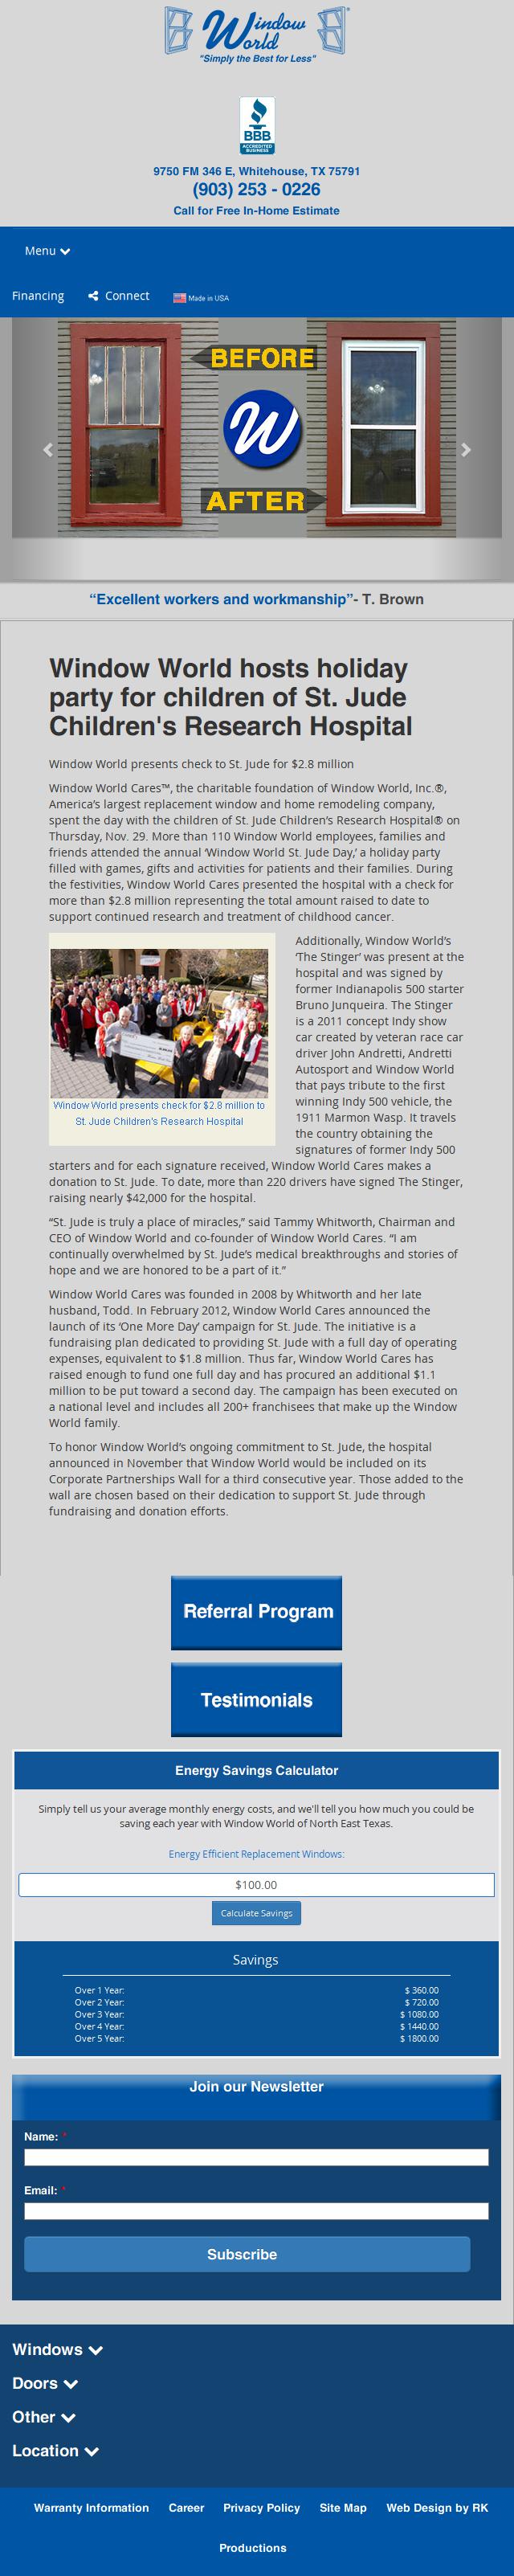 Window World®
"Simply the Best for Less"
BBB
ACCREDITED BUSINESS
9750 FM 346 E, Whitehouse, TX 75791
(903) 253 - 0226
Call for Free In-Home Estimate
Menu
Financing Connect Made in USA
BEFORE
W
AFTER
“Excellent workers and workmanship”- T. Brown
Window World hosts holiday
party for children of St. Jude
Children's Research Hospital
Window World presents check to St. Jude for $2.8 million
Window World Cares™, the charitable foundation of Window World, Inc.®,
America’s largest replacement window and home remodeling company,
spent the day with the children of St. Jude Children’s Research Hospital® on
Thursday, Nov. 29. More than 110 Window World employees, families and
friends attended the annual ‘Window World St. Jude Day,’ a holiday party
filled with games, gifts and activities for patients and their families. During
the festivities, Window World Cares presented the hospital with a check for
more than $2.8 million representing the total amount raised to date to
support continued research and treatment of childhood cancer.
Window World presents check for $2.8 million to
St. Jude Children's Research Hospital
Additionally, Window World’s
‘The Stinger’ was present at the
hospital and was signed by
former Indianapolis 500 starter
Bruno Junqueira. The Stinger
is a 2011 concept Indy show
car created by veteran race car
driver John Andretti, Andretti
Autosport and Window World
that pays tribute to the first
winning Indy 500 vehicle, the
1911 Marmon Wasp. It travels
the country obtaining the
signatures of former Indy 500
starters and for each signature received, Window World Cares makes a
donation to St. Jude. To date, more than 220 drivers have signed The Stinger,
raising nearly $42,000 for the hospital.
“St. Jude is truly a place of miracles,” said Tammy Whitworth, Chairman and
CEO of Window World and co-founder of Window World Cares. “I am
continually overwhelmed by St. Jude’s medical breakthroughs and stories of
hope and we are honored to be a part of it.”
Window World Cares was founded in 2008 by Whitworth and her late
husband, Todd. In February 2012, Window World Cares announced the
launch of its ‘One More Day’ campaign for St. Jude. The initiative is a
fundraising plan dedicated to providing St. Jude with a full day of operating
expenses, equivalent to $1.8 million. Thus far, Window World Cares has
raised enough to fund one full day and has procured an additional $1.1
million to be put toward a second day. The campaign has been executed on
a national level and includes all 200+ franchisees that make up the Window
World family.
To honor Window World’s ongoing commitment to St. Jude, the hospital
announced in November that Window World would be included on its
Corporate Partnerships Wall for a third consecutive year. Those added to the
wall are chosen based on their dedication to support St. Jude through
fundraising and donation efforts.
Referral Program
Testimonials
Energy Savings Calculator
Simply tell us your average monthly energy costs, and we'll tell you how much you could be
saving each year with Window World of North East Texas.
Energy Efficient Replacement Windows:
$100.00
Calculate Savings
Savings
Over 1 Year: $ 360.00
Over 2 Year: $ 720.00
Over 3 Year: $ 1080.00
Over 4 Year: $ 1440.00
Over 5 Year: $ 1800.00
Join our Newsletter
Name: *
Email: *
Subscribe
Windows
Doors
Other
Location
Warranty Information Career Privacy Policy Site Map Web Design by RK
Productions